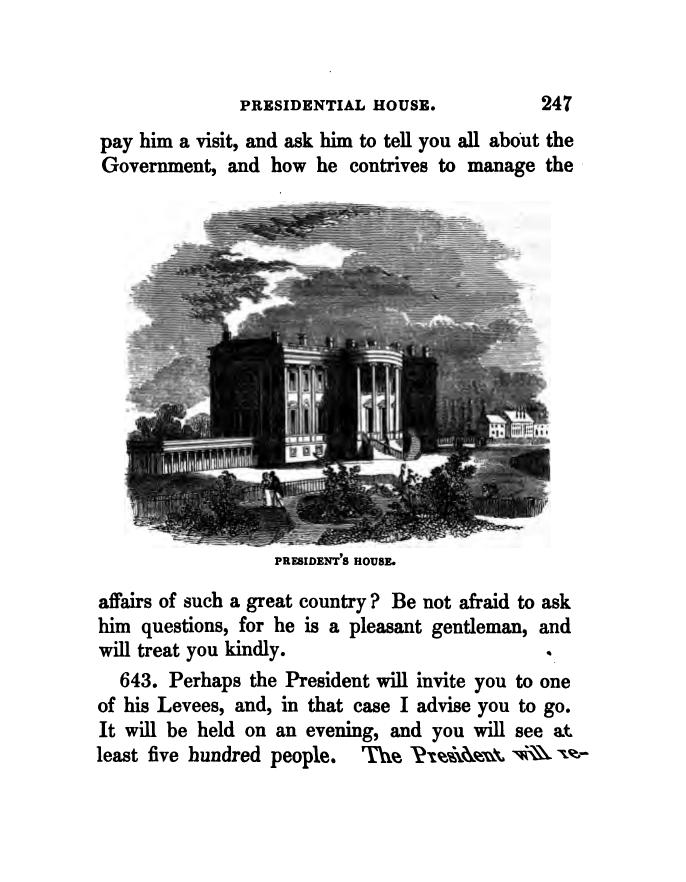 PRESIDENTIAL HOUSE. 247
pay him a visit, and ask him to tell you all about the
Government, and how he contrives to manage the
PRESIDENT'S HOUSE.
affairs of such a great country? Be not afraid to ask
him questions, for he is a pleasant gentleman, and
will treat you kindly.
643. Perhaps the President will invite you to one
of his Levees, and, in that case I advise you to go.
It will be held on an evening, and you will see at
least five hundred people. The President will re-